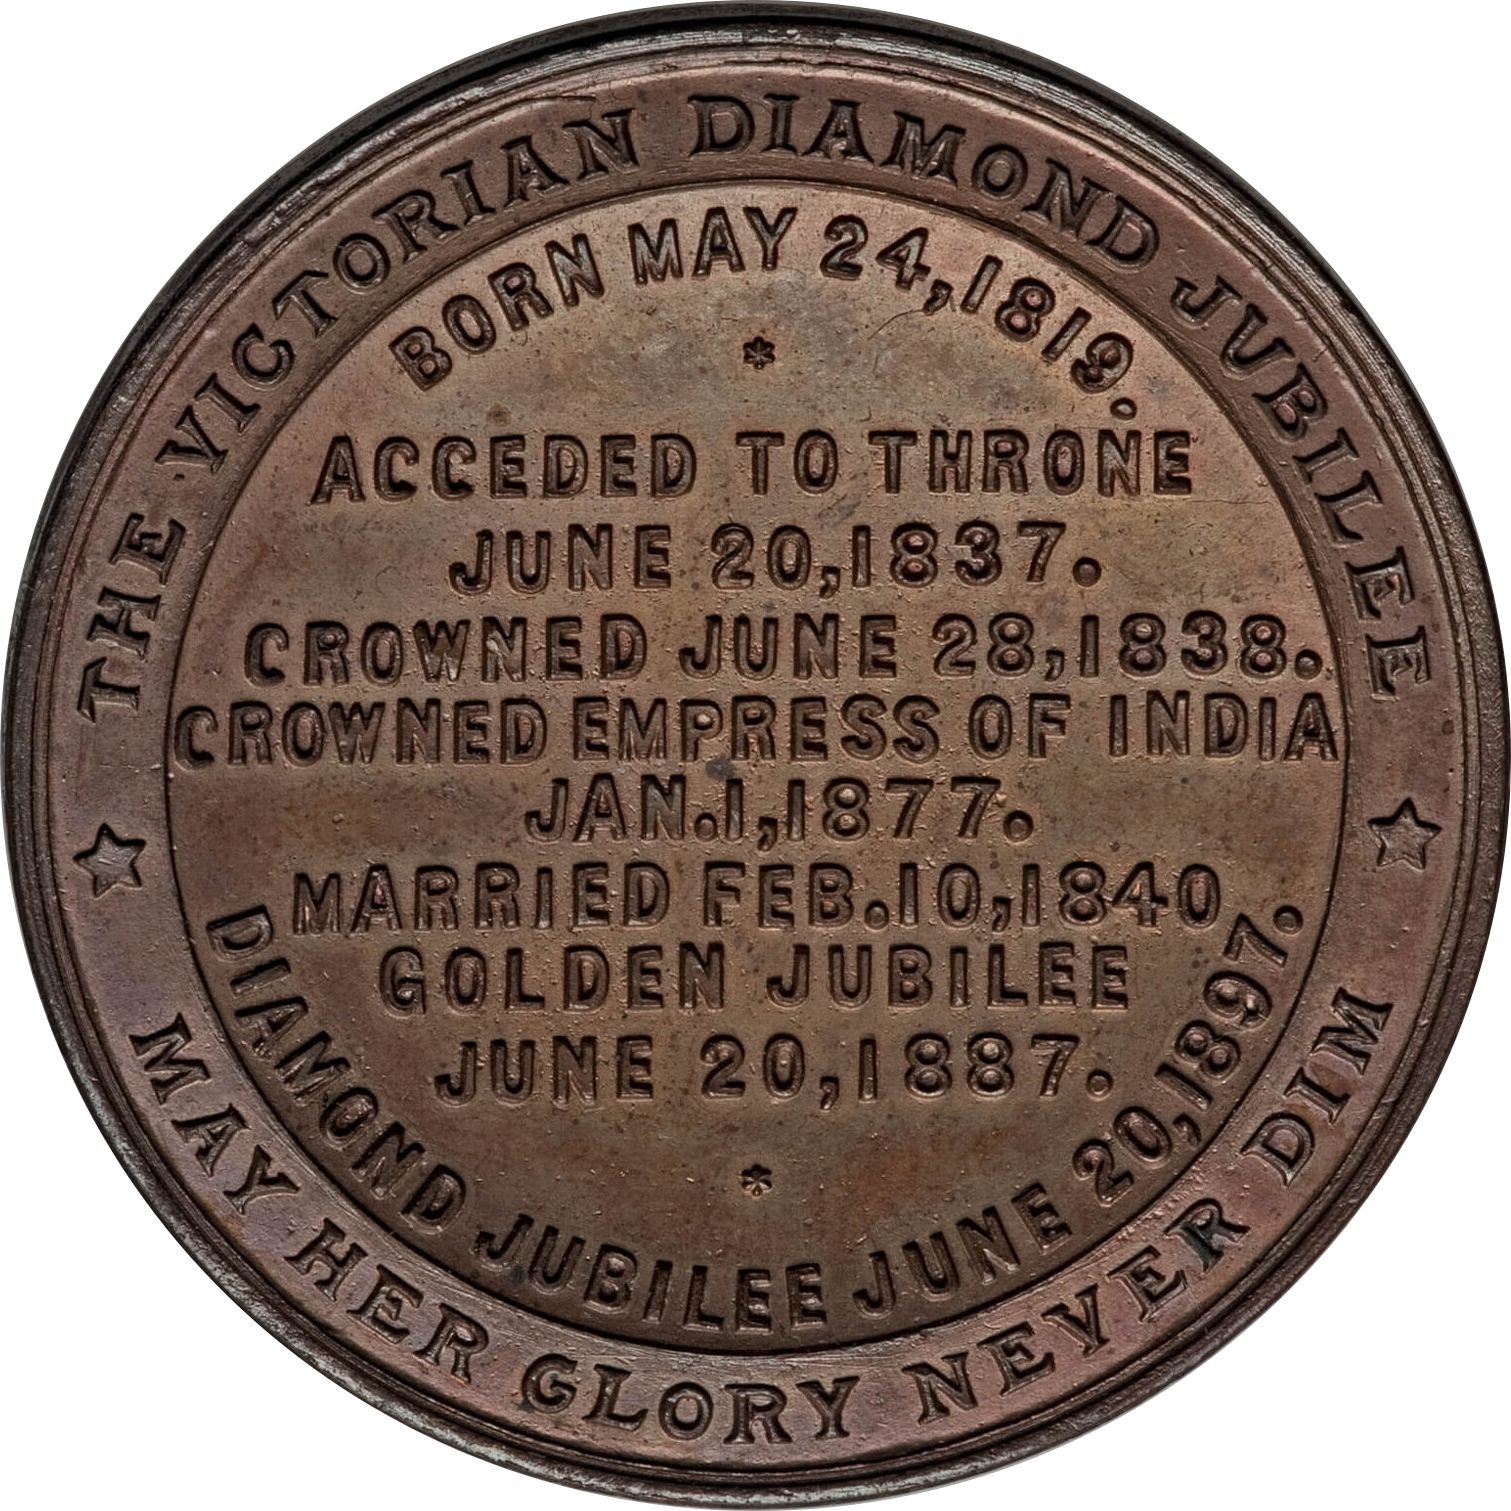 THE VICTORIAN DIAMOND JUBILEE
BORN MAY 24, 1819.
ACCEDED TO THRONE
JUNE 20, 1837.
CROWNED JUNE 28, 1838.
CROWNED EMPRESS OF INDIA
JAN. 1, 1877.
MARRIED FEB. 10, 1840
GOLDEN JUBILEE
JUNE 20, 1887.
DIAMOND JUBILEE JUNE 20, 1897.
MAY HER GLORY NEVER DIM